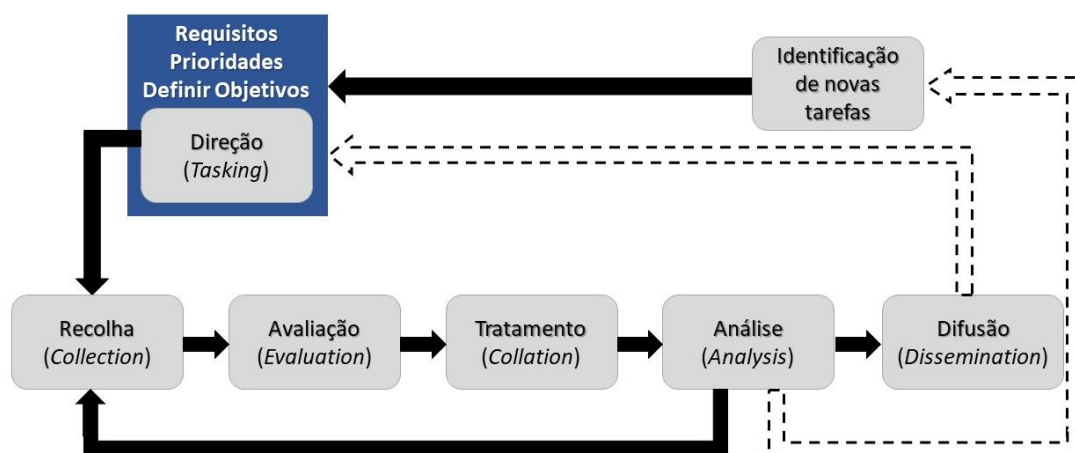 Requisitos
Prioridades
Definir Objetivos
Direção
(Tasking)
Identificação
de novas
tarefas
Recolha
(Collection)
Avaliação
(Evaluation)
Tratamento
(Collation)
Análise
(Analysis)
Difusão
(Dissemination)